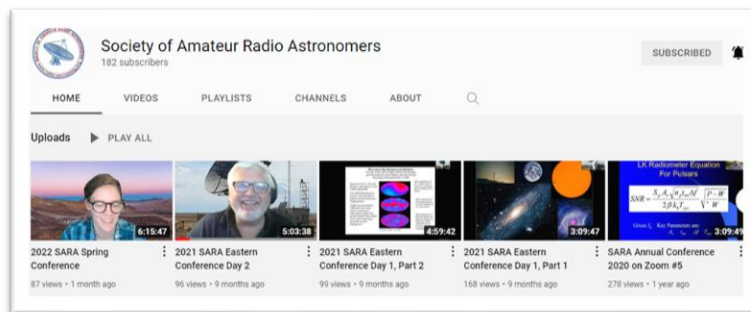 Society of Amateur Radio Astronomers
182 subscribers
SUBSCRIBED
HOME VIDEOS PLAYLISTS CHANNELS ABOUT
Uploads PLAY ALL
6:15:47
2022 SARA Spring
Conference
87 views • 1 month ago
5:03:38
2021 SARA Eastern
Conference Day 2
96 views • 9 months ago
4:59:42
2021 SARA Eastern
Conference Day 1, Part 2
99 views • 9 months ago
3:09:47
2021 SARA Eastern
Conference Day 1, Part 1
168 views • 9 months ago
LK Radiometer Equation
For Pulsars
SNR =
3:09:49
SARA Annual Conference
2020 on Zoom #5
278 views • 1 year ago